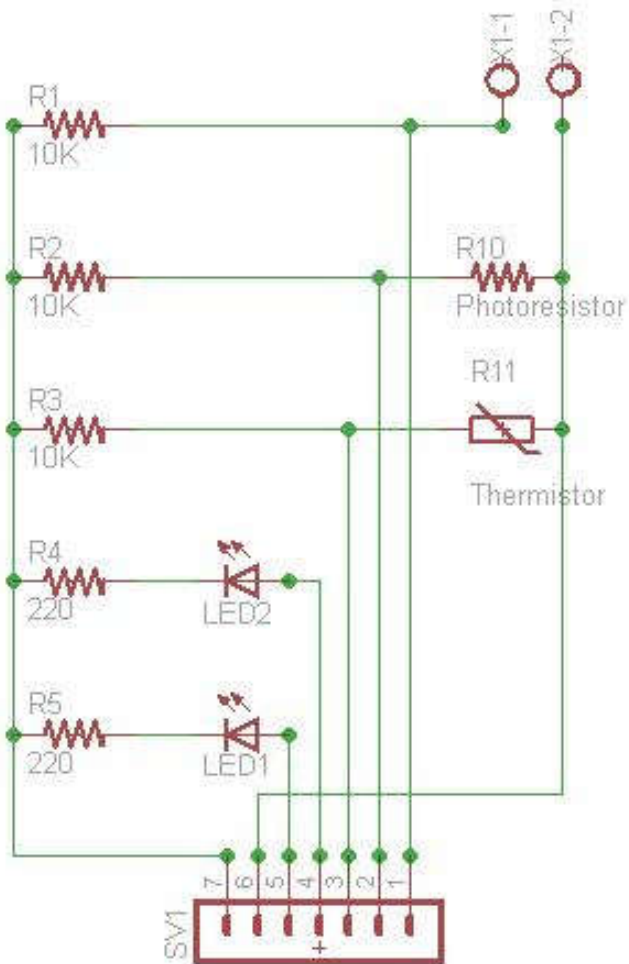 X1-1
X1-2
R1
10K
R2
10K
R10
Photoresistor
R3
10K
R11
Thermistor
R4
220
LED2
R5
220
LED1
7
6
5
4
3
2
1
SV1
+